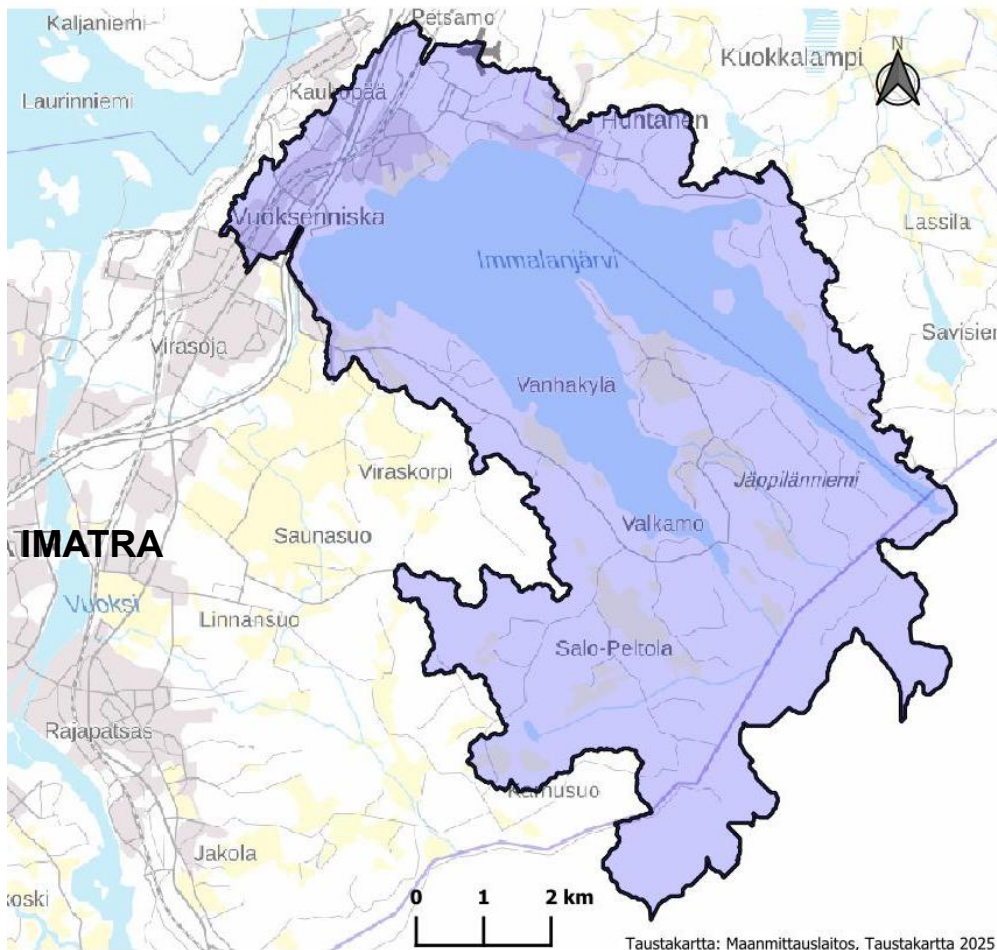 Kaljaniemi
Petsamo
Kuokkalampi
N
Laurinniemi
Kaukopää
Huhtanen
Vuoksenniska
Lassila
Immalanjärvi
Virasoja
Savisien
Vanhakylä
Viraskorpi
Jäppilänniemi
Valkamo
Saunasuo
IMATRA
Vuoksi
Linnansuo
Salo-Peltola
Rajapatsas
Kamusuo
Jakola
koski
0 1 2 km
Taustakartta: Maanmittauslaitos, Taustakartta 2025